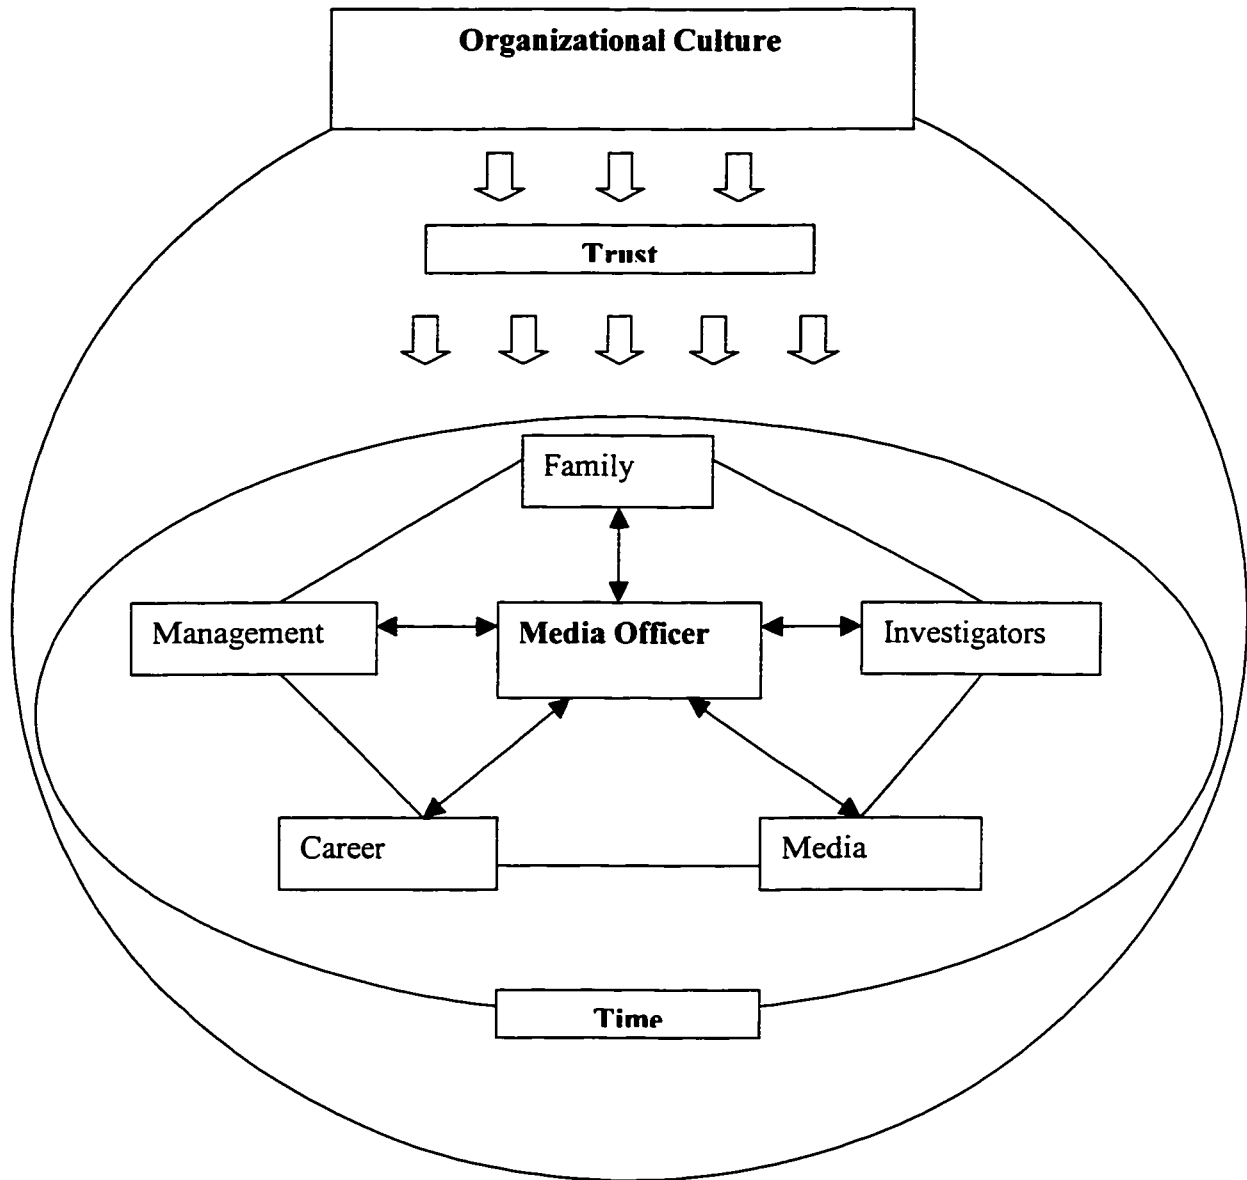 Organizational Culture
Trust
Family
Management
Media Officer
Investigators
Career
Media
Time